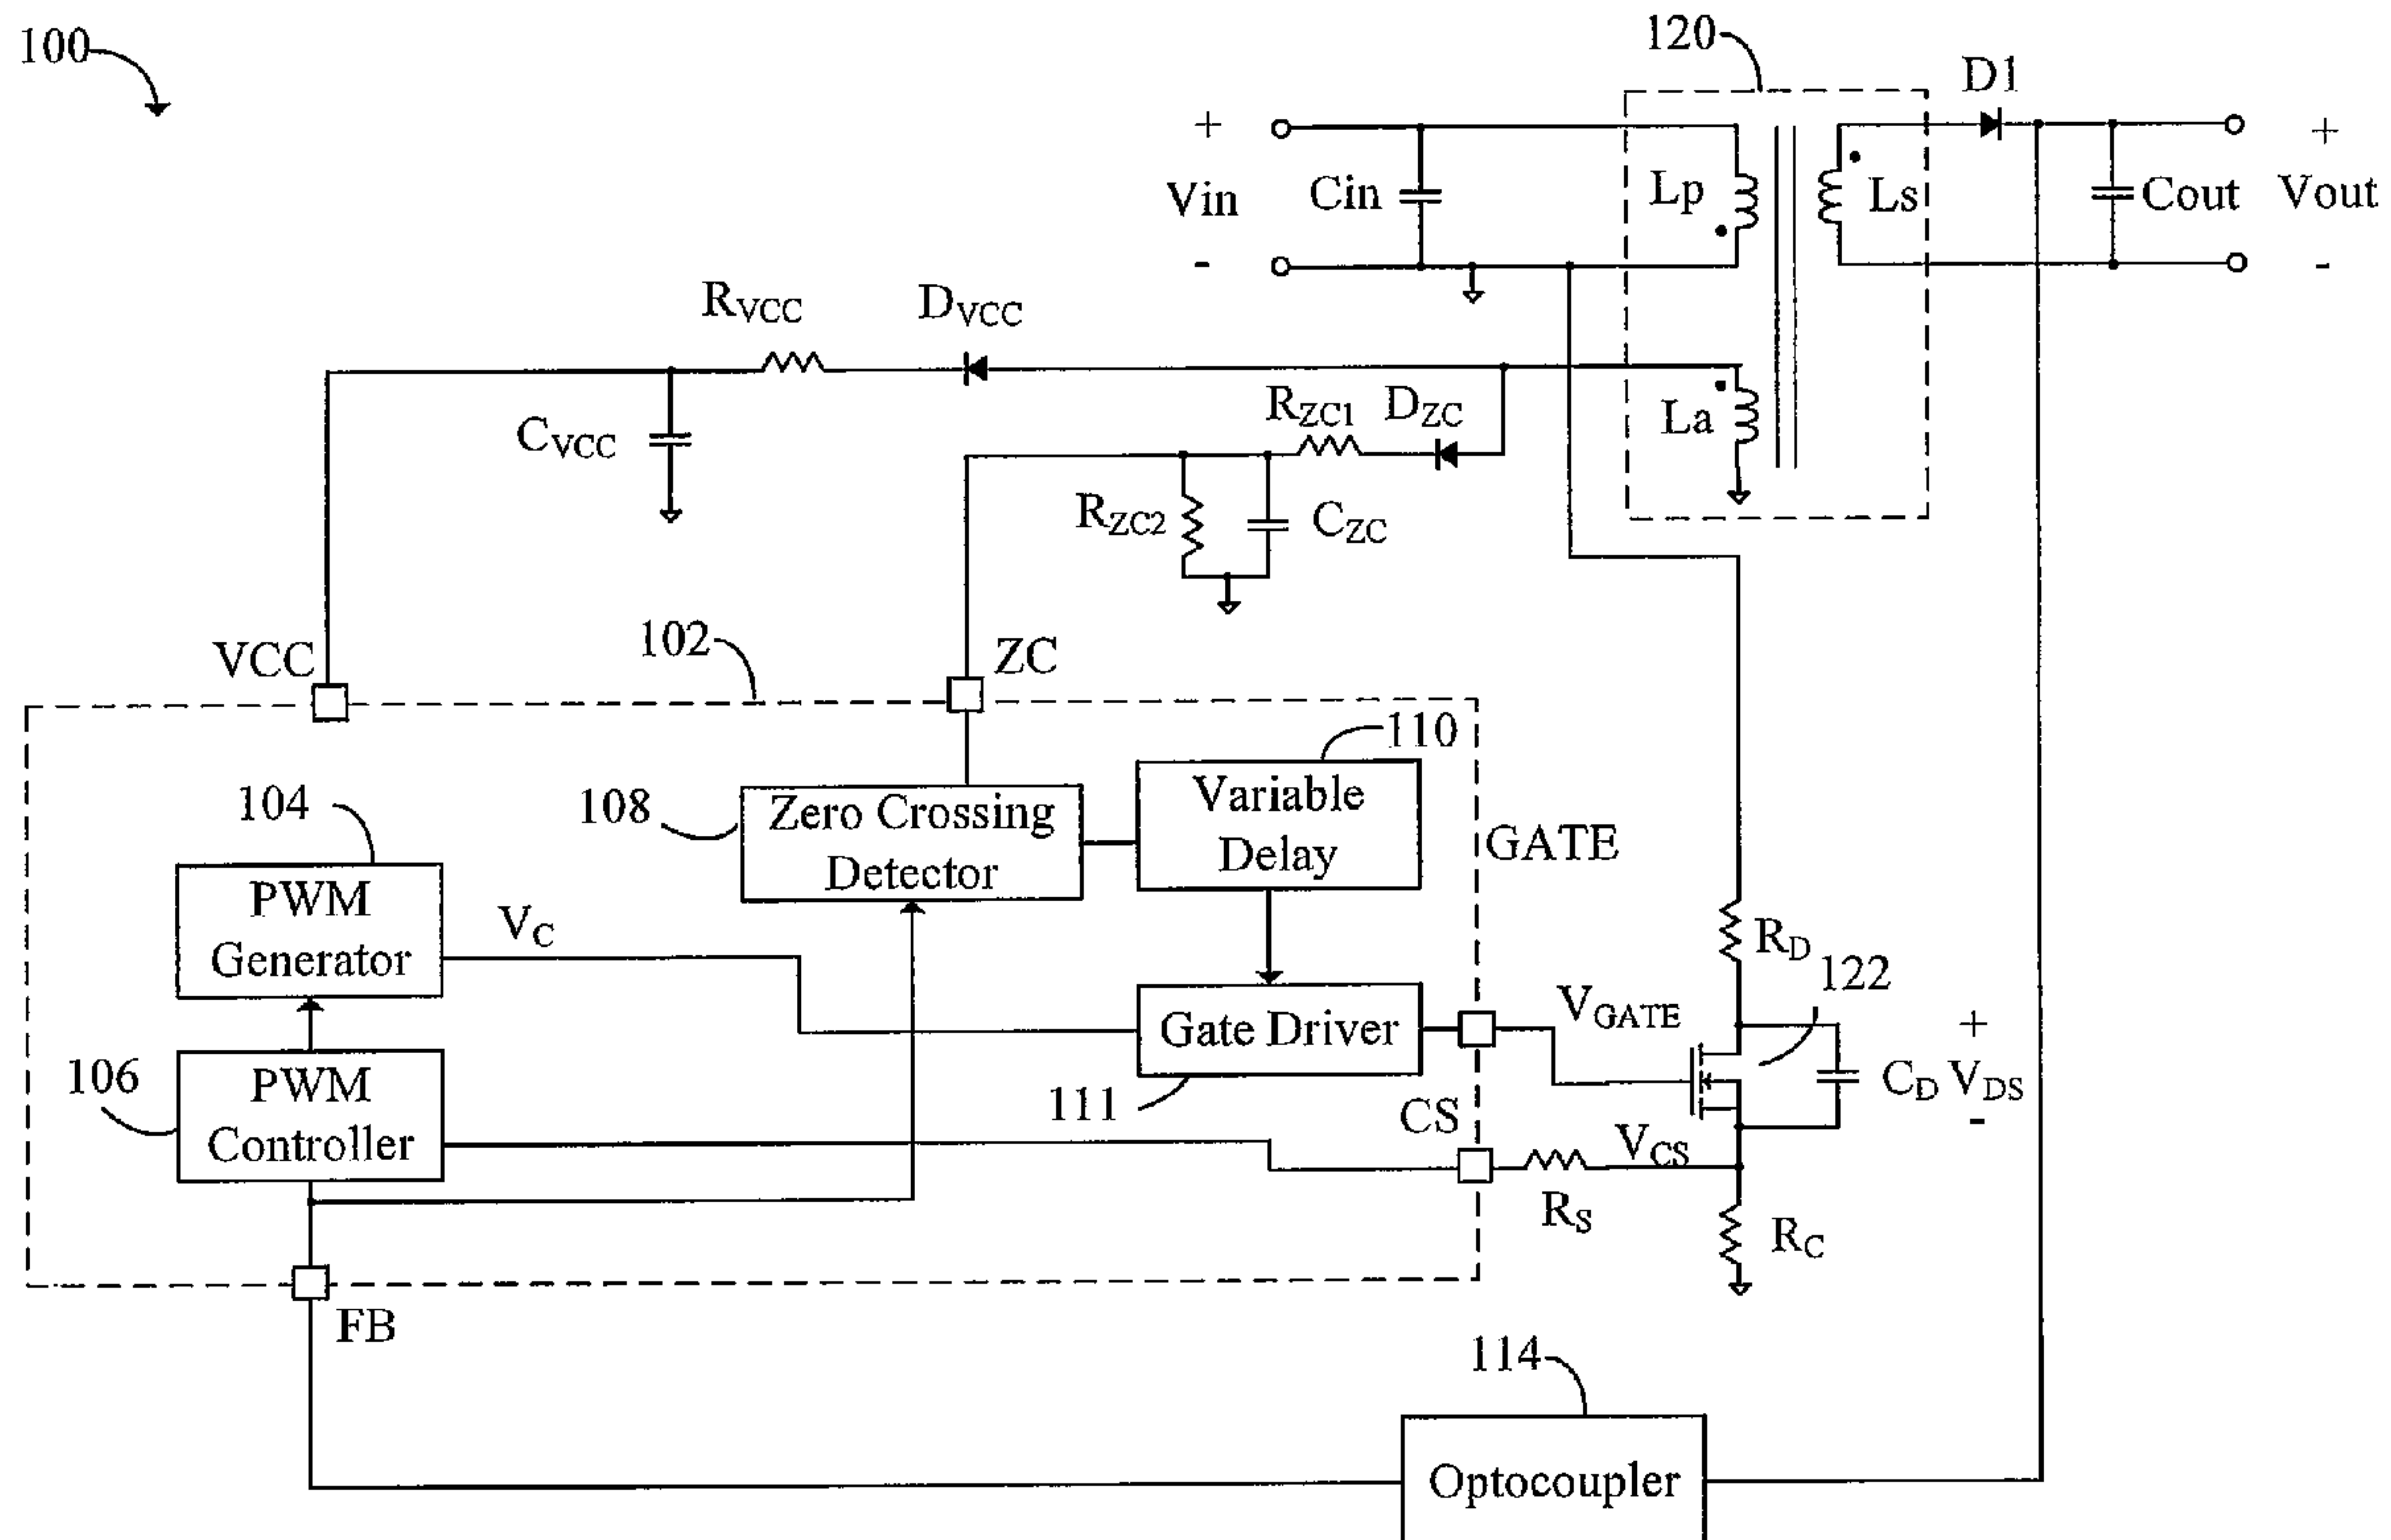 100
120
D1
+
Vin
-
Cin
Lp
Ls
Cout
+
Vout
-
RVCC
DVCC
CVCC
RZC1
DZC
La
RZC2
CZC
VCC
102
ZC
110
104
108
Zero Crossing
Detector
Variable
Delay
GATE
PWM
Generator
VC
RD
122
106
PWM
Controller
Gate Driver
111
VGATE
+
CD
VDS
-
CS
VCS
RS
RC
FB
114
Optocoupler